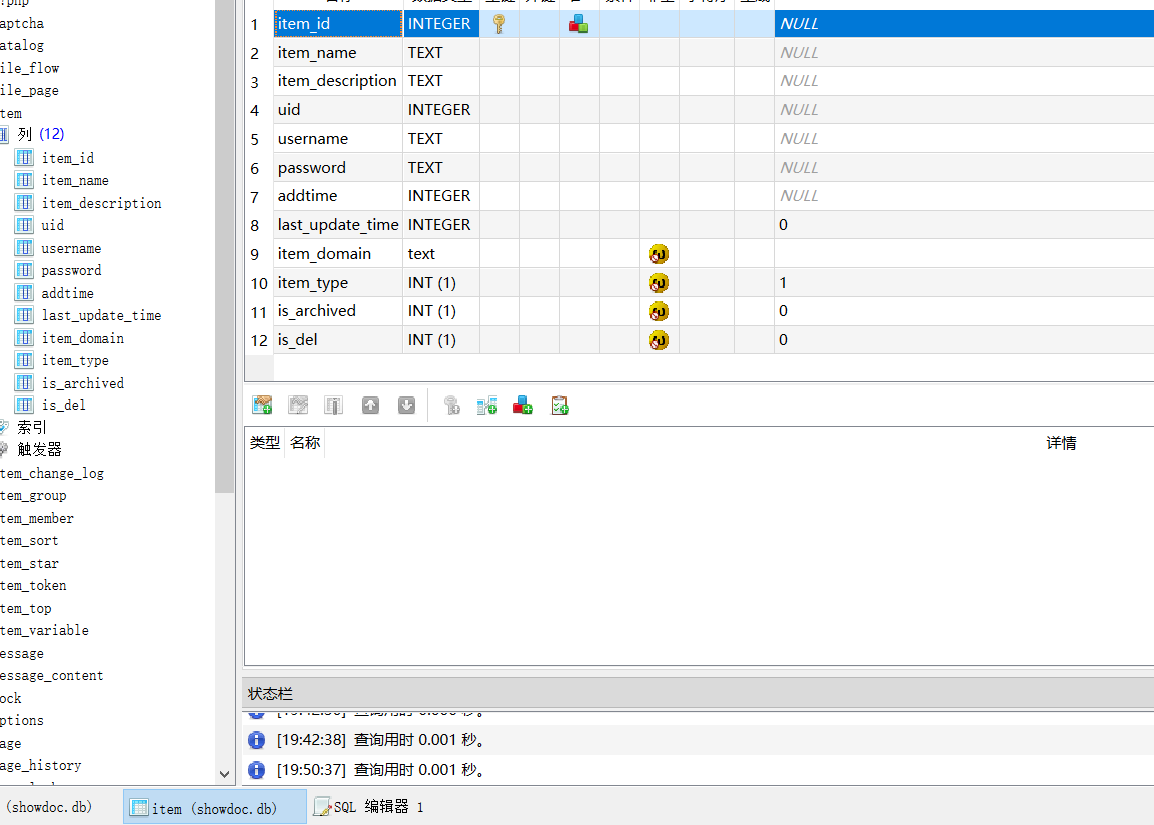 aptcha
atalog
ile_flow
ile_page
tem
列 (12)
item_id
item_name
item_description
uid
username
password
addtime
last_update_time
item_domain
item_type
is_archived
is_del
索引
触发器
tem_change_log
tem_group
tem_member
tem_sort
tem_star
tem_token
tem_top
tem_variable
essage
essage_content
ock
ptions
age
age_history
1 item_id INTEGER NULL
2 item_name TEXT NULL
3 item_description TEXT NULL
4 uid INTEGER NULL
5 username TEXT NULL
6 password TEXT NULL
7 addtime INTEGER NULL
8 last_update_time INTEGER 0
9 item_domain text
10 item_type INT (1) 1
11 is_archived INT (1) 0
12 is_del INT (1) 0
类型 名称 详情
状态栏
[19:42:38] 查询用时 0.001 秒。
[19:50:37] 查询用时 0.001 秒。
(showdoc.db) item (showdoc.db) SQL 编辑器 1